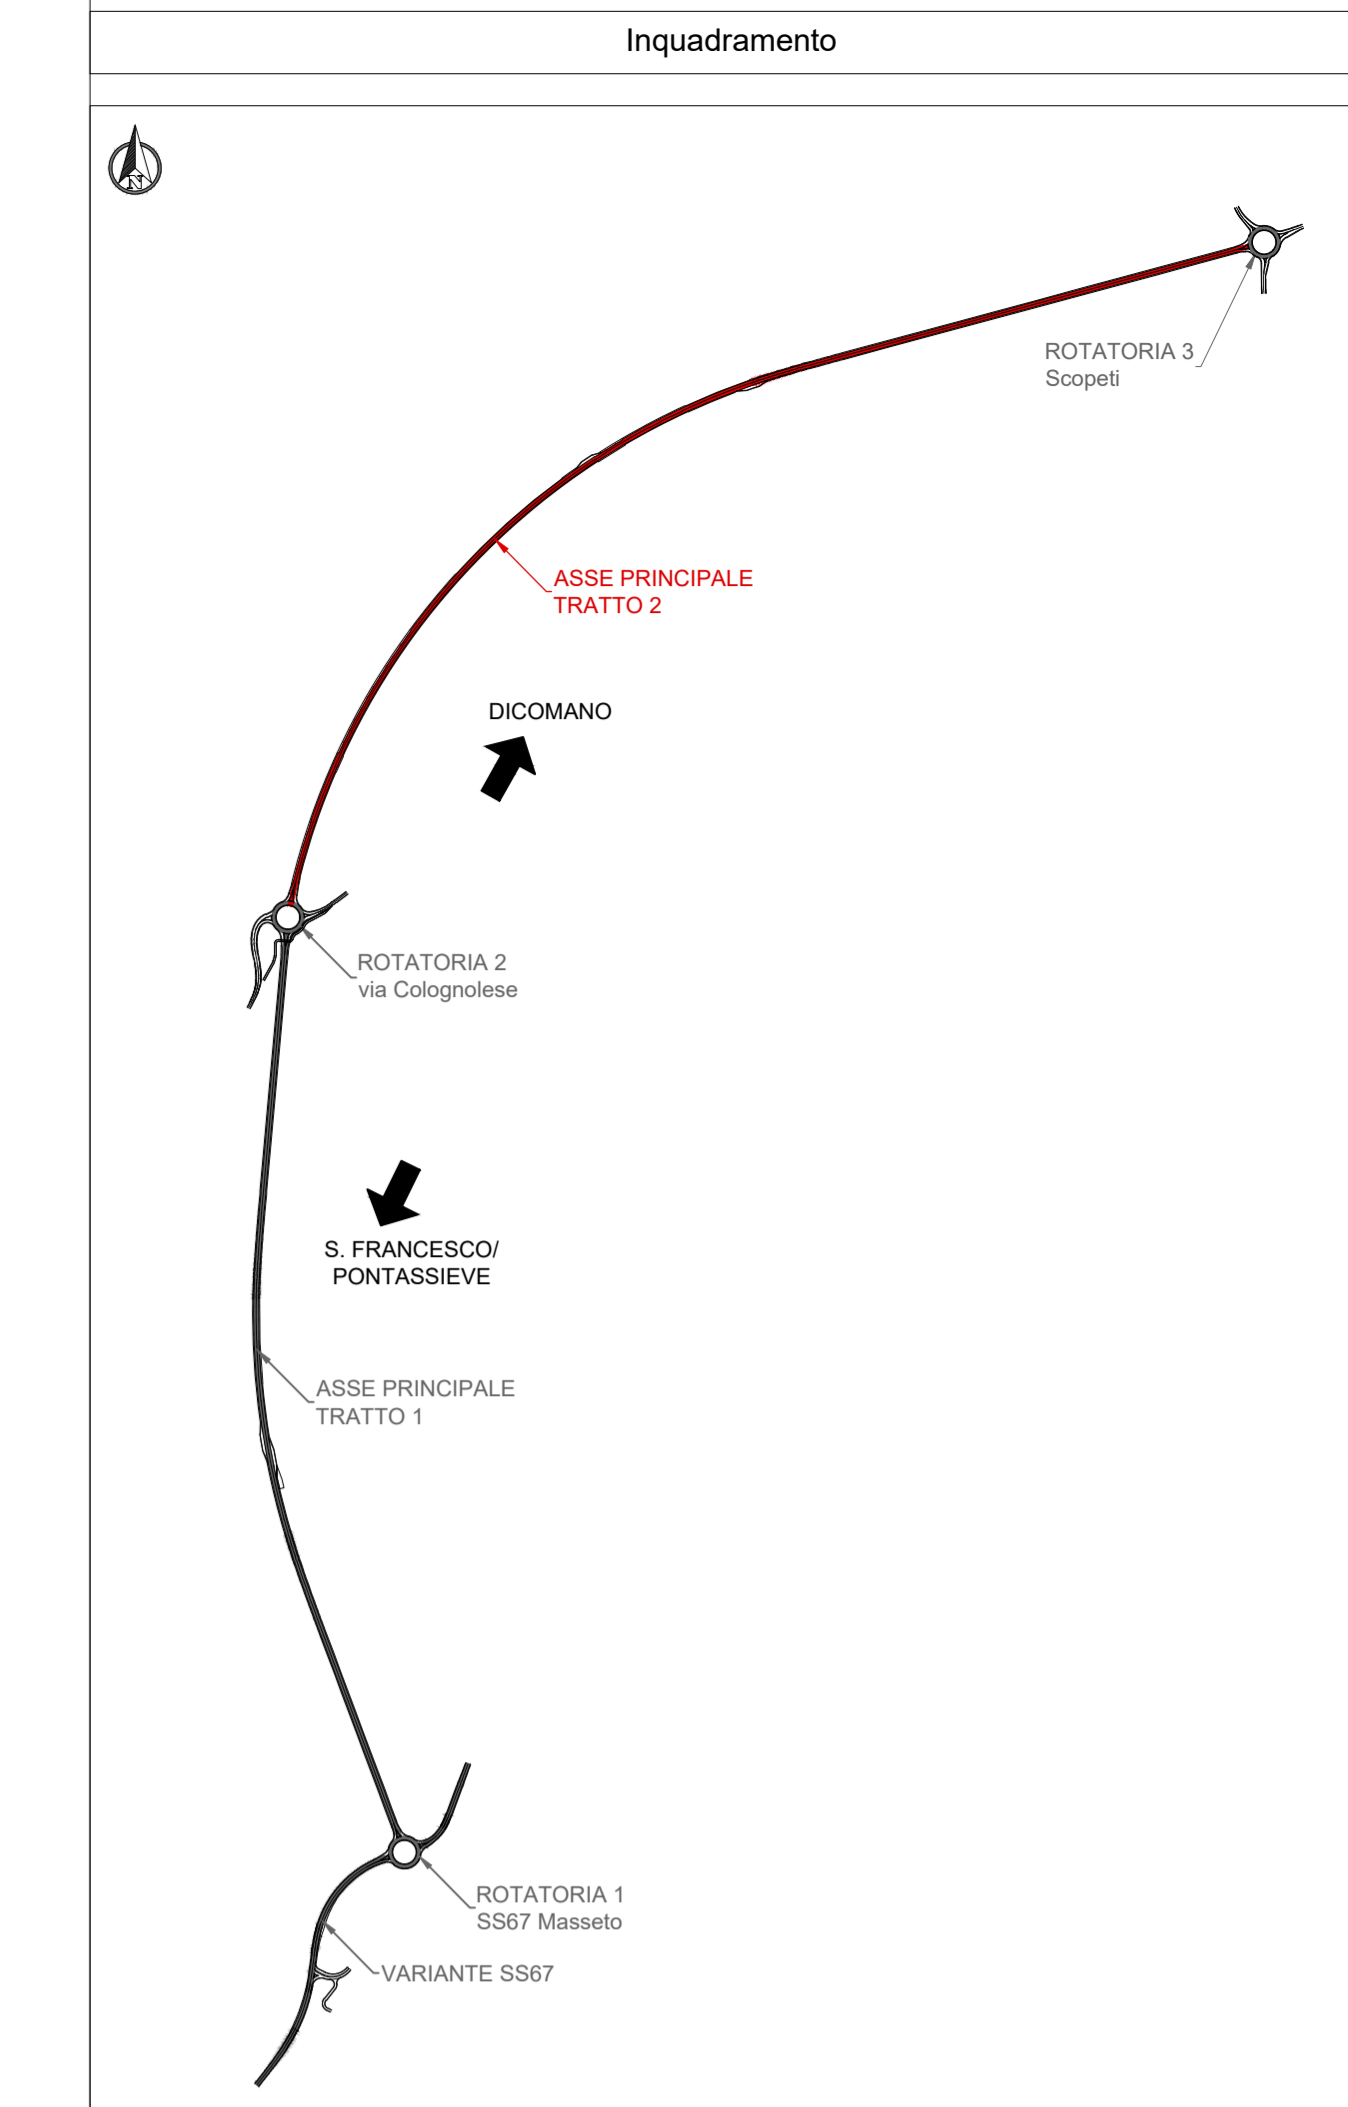 Inquadramento
N
ROTATORIA 3
Scopeti
ASSE PRINCIPALE
TRATTO 2
DICOMANO
ROTATORIA 2
via Colognolese
S. FRANCESCO/
PONTASSIEVE
ASSE PRINCIPALE
TRATTO 1
ROTATORIA 1
SS67 Masseto
VARIANTE SS67